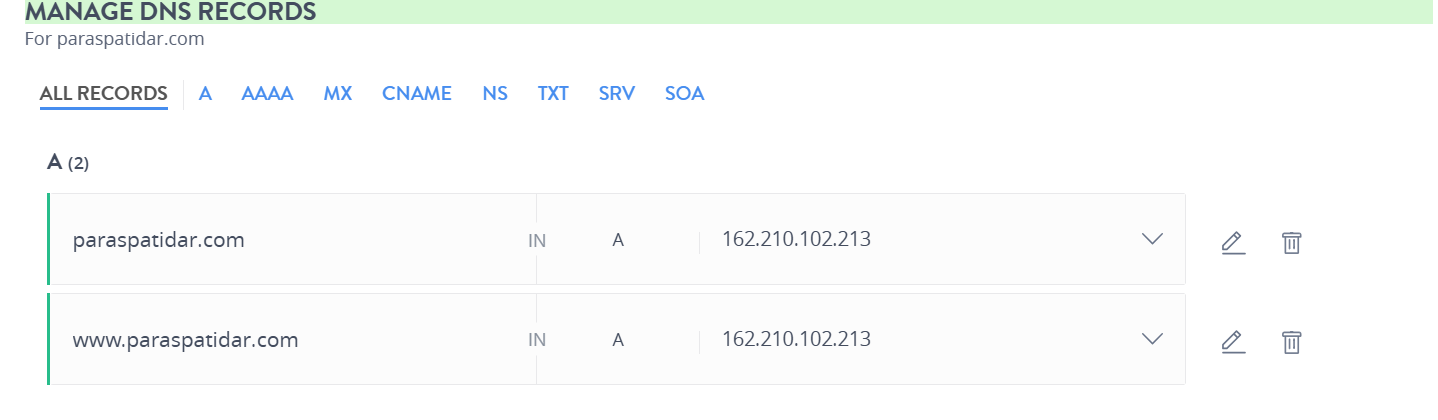 MANAGE DNS RECORDS
For paraspatidar.com
ALL RECORDS A AAAA MX CNAME NS TXT SRV SOA
A (2)
paraspatidar.com IN A 162.210.102.213
www.paraspatidar.com IN A 162.210.102.213